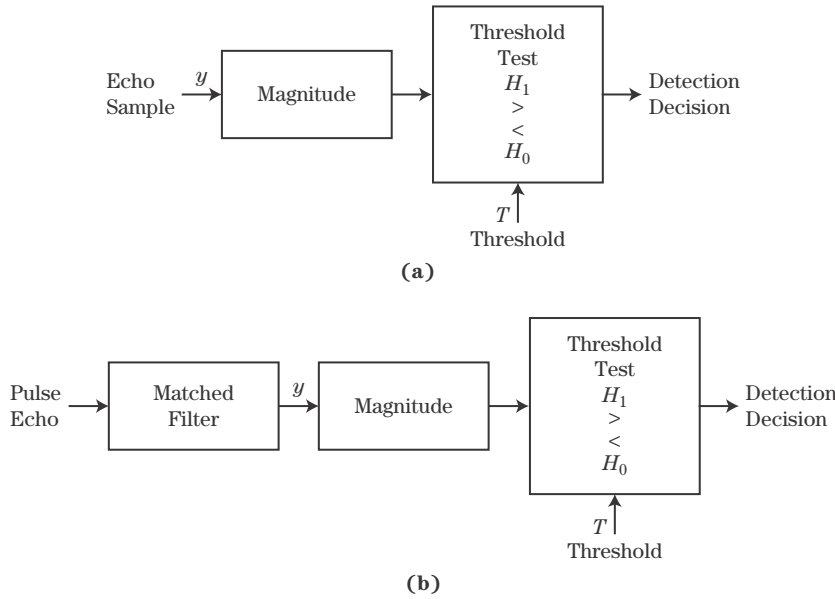 Echo
Sample
y
Magnitude
Threshold
Test
H₁
>
<
H₀
Detection
Decision
T
Threshold
(a)
Pulse
Echo
Matched
Filter
y
Magnitude
Threshold
Test
H₁
>
<
H₀
Detection
Decision
T
Threshold
(b)